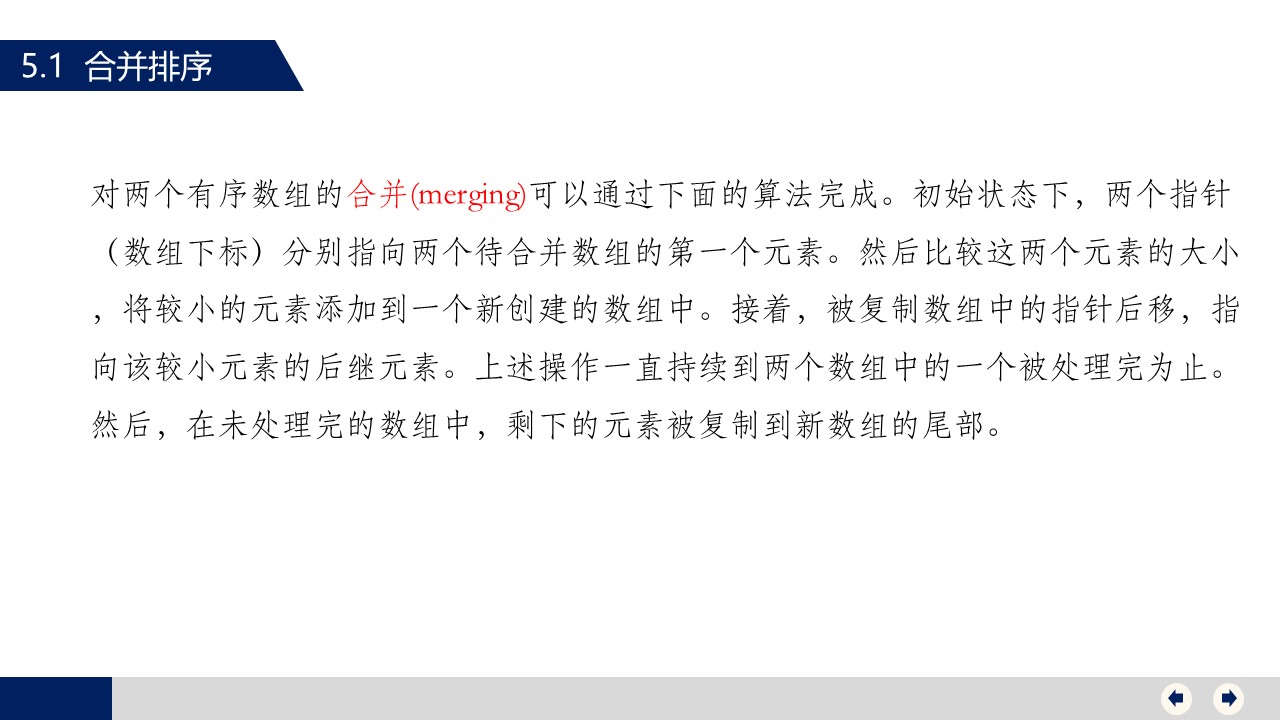 5.1 合并排序
对两个有序数组的合并(merging)可以通过下面的算法完成。初始状态下，两个指针
（数组下标）分别指向两个待合并数组的第一个元素。然后比较这两个元素的大小
，将较小的元素添加到一个新创建的数组中。接着，被复制数组中的指针后移，指
向该较小元素的后继元素。上述操作一直持续到两个数组中的一个被处理完为止。
然后，在未处理完的数组中，剩下的元素被复制到新数组的尾部。